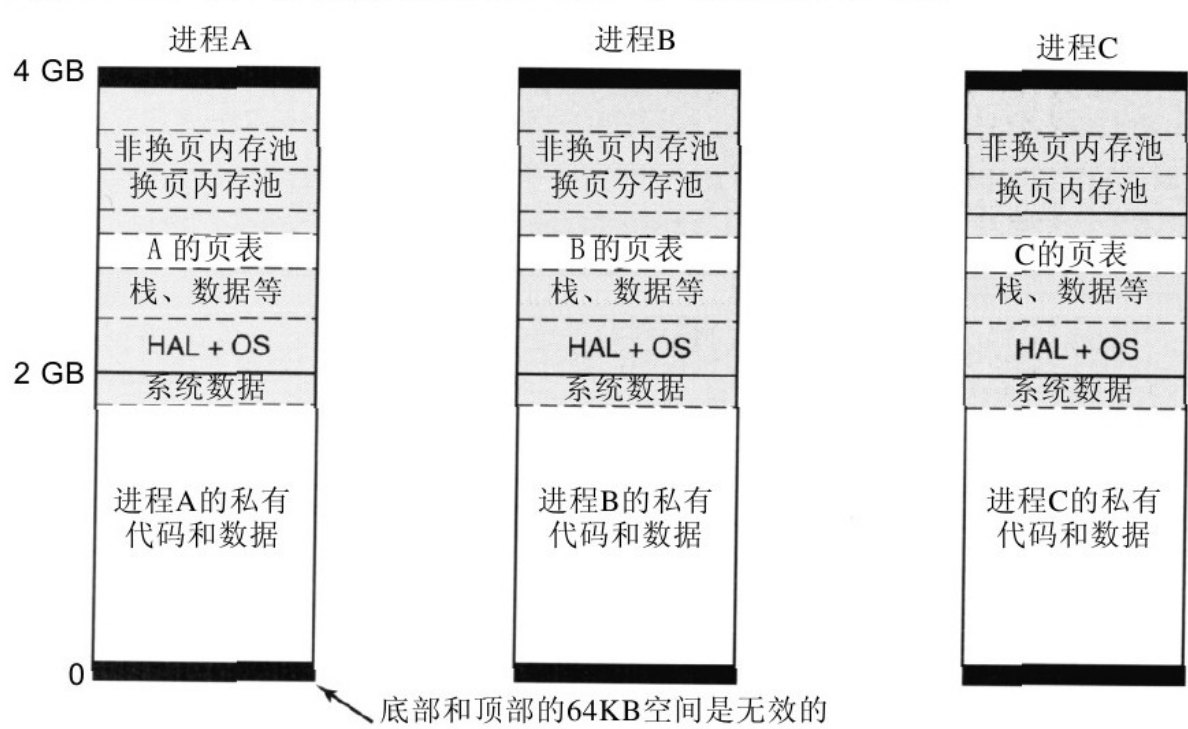 进程A
进程B
进程C
4 GB
非换页内存池
换页内存池
A 的页表
栈、数据等
HAL + OS
2 GB
系统数据
进程A的私有
代码和数据
0
非换页内存池
换页分存池
B 的页表
栈、数据等
HAL + OS
系统数据
进程B的私有
代码和数据
非换页内存池
换页内存池
C的页表
栈、数据等
HAL + OS
系统数据
进程C的私有
代码和数据
底部和顶部的64KB空间是无效的